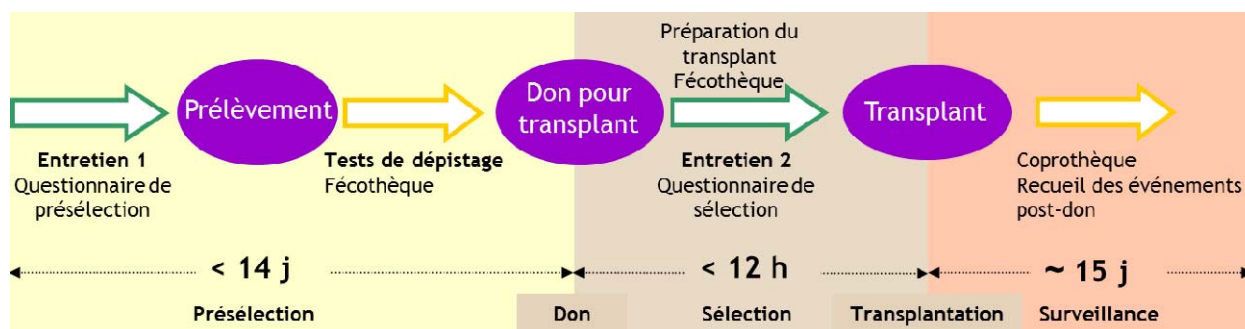 Préparation du
transplant
Fécothèque
Prélèvement
Don pour
transplant
Transplant
Entretien 1
Questionnaire de
présélection
Tests de dépistage
Fécothèque
Entretien 2
Questionnaire de
sélection
Coprothèque
Recueil des événements
post-don
< 14 j
< 12 h
~ 15 j
Présélection
Don
Sélection
Transplantation
Surveillance